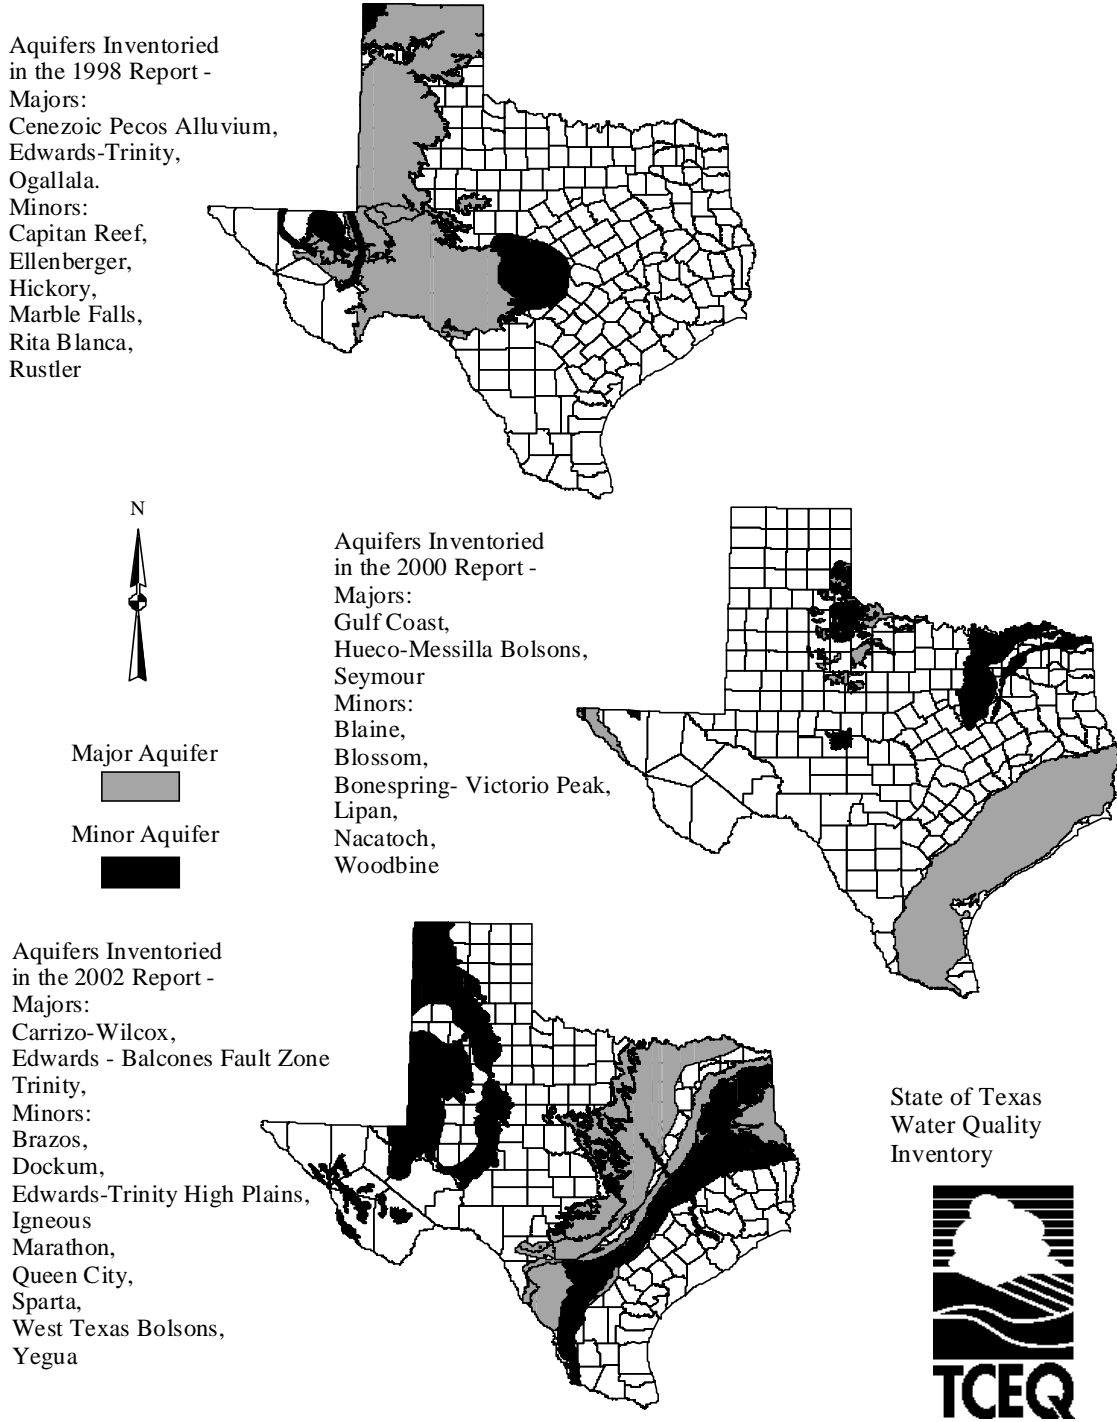 Aquifers Inventoried
in the 1998 Report -
Majors:
Cenezoic Pecos Alluvium,
Edwards-Trinity,
Ogallala.
Minors:
Capitan Reef,
Ellenberger,
Hickory,
Marble Falls,
Rita Blanca,
Rustler
N
Aquifers Inventoried
in the 2000 Report -
Majors:
Gulf Coast,
Hueco-Messilla Bolsons,
Seymour
Minors:
Blaine,
Blossom,
Bonespring- Victorio Peak,
Lipan,
Nacatoch,
Woodbine
Major Aquifer
Minor Aquifer
Aquifers Inventoried
in the 2002 Report -
Majors:
Carrizo-Wilcox,
Edwards - Balcones Fault Zone
Trinity,
Minors:
Brazos,
Dockum,
Edwards-Trinity High Plains,
Igneous
Marathon,
Queen City,
Sparta,
West Texas Bolsons,
Yegua
State of Texas
Water Quality
Inventory
TCEQ